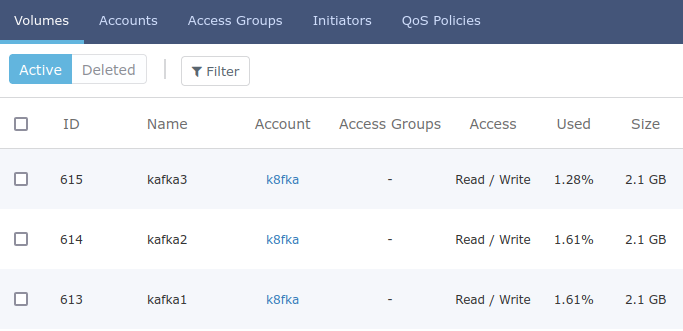 Volumes Accounts Access Groups Initiators QoS Policies
Active Deleted Filter
ID Name Account Access Groups Access Used Size
615 kafka3 k8fka - Read / Write 1.28% 2.1 GB
614 kafka2 k8fka - Read / Write 1.61% 2.1 GB
613 kafka1 k8fka - Read / Write 1.61% 2.1 GB